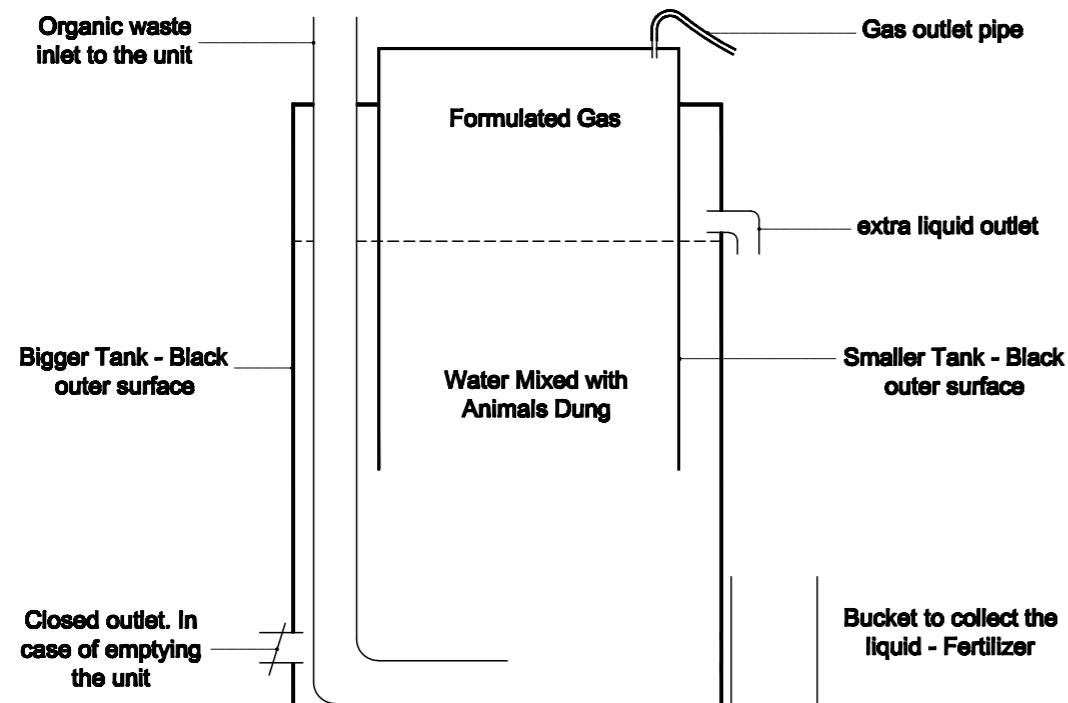 Organic waste
inlet to the unit
Gas outlet pipe
Formulated Gas
extra liquid outlet
Bigger Tank - Black
outer surface
Water Mixed with
Animals Dung
Smaller Tank - Black
outer surface
Closed outlet. In
case of emptying
the unit
Bucket to collect the
liquid - Fertilizer